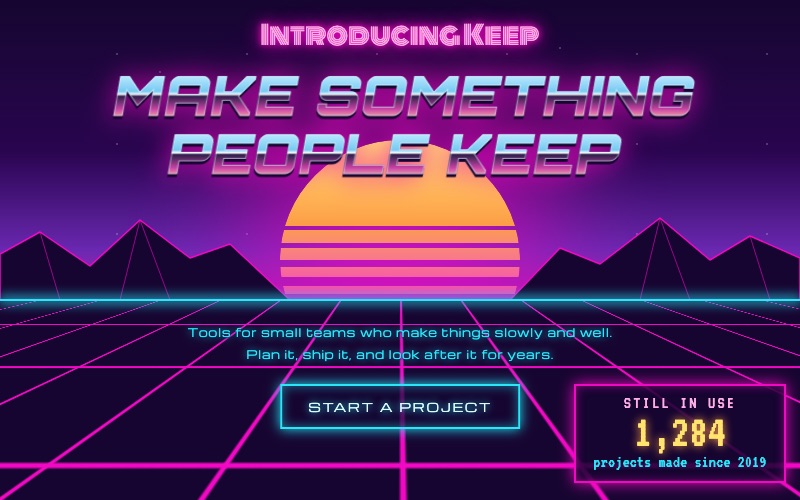 Introducing Keep
MAKE SOMETHING
PEOPLE KEEP
Tools for small teams who make things slowly and well.
Plan it, ship it, and look after it for years.
START A PROJECT
STILL IN USE
1,284
projects made since 2019